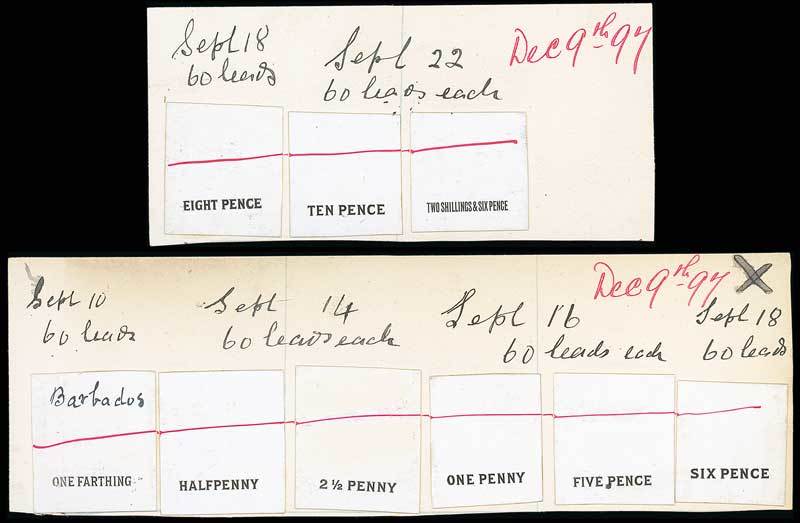 Sept 18
60 leads
Sept 22
60 leads each
Dec 9th 97
EIGHT PENCE
TEN PENCE
TWO SHILLINGS & SIX PENCE
Dec 9th 97
Sept 10
60 leads
Sept 14
60 leads each
Sept 16
60 leads each
Sept 18
60 leads
Barbados
ONE FARTHING
HALFPENNY
2 ½ PENNY
ONE PENNY
FIVE PENCE
SIX PENCE